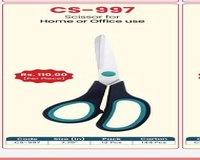 CS-997
Scissor for
Home or Office use
Rs. 110.00
(Per Piece)
Code Size (in) Pack Carton
CS-997 7.75" 12 Pcs 144 Pcs